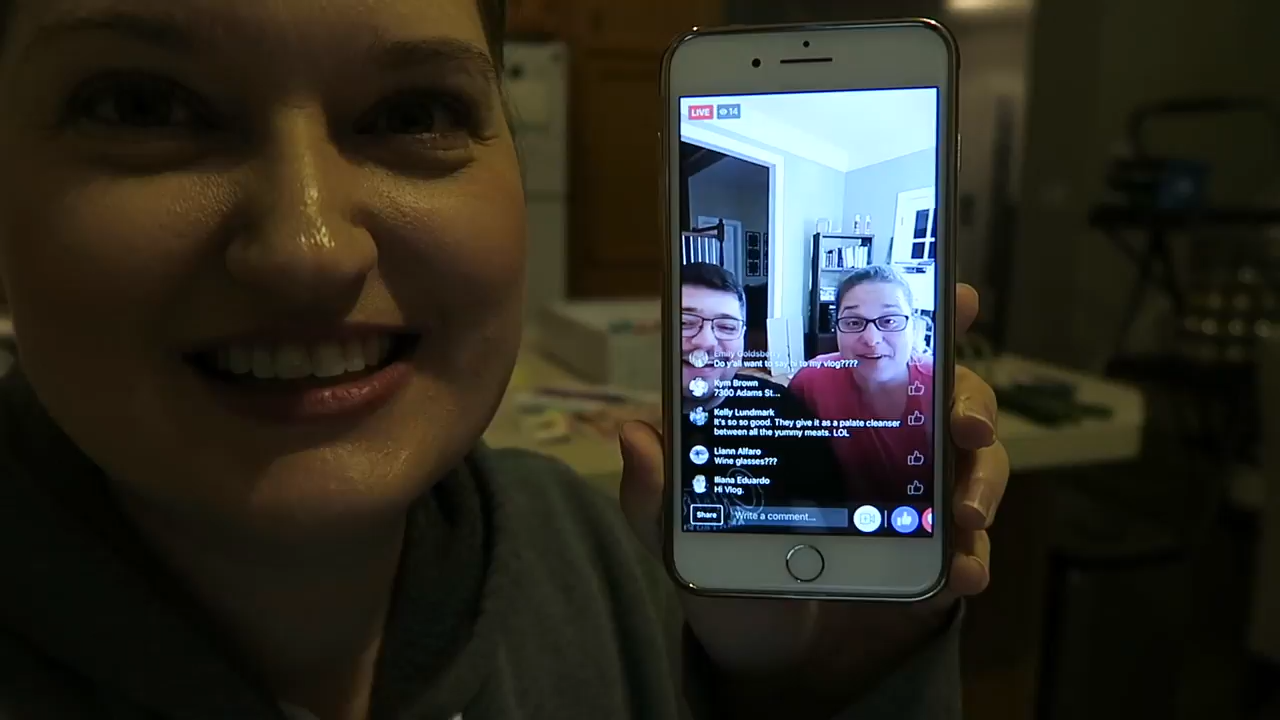 LIVE 14
Emily Goldsberry
Do y'all want to say hi to my vlog????
Kym Brown
7300 Adams St...
Kelly Lundmark
It's so so good. They give it as a palate cleanser
between all the yummy meats. LOL
Liann Alfaro
Wine glasses???
Iliana Eduardo
Hi Vlog.
Share Write a comment...